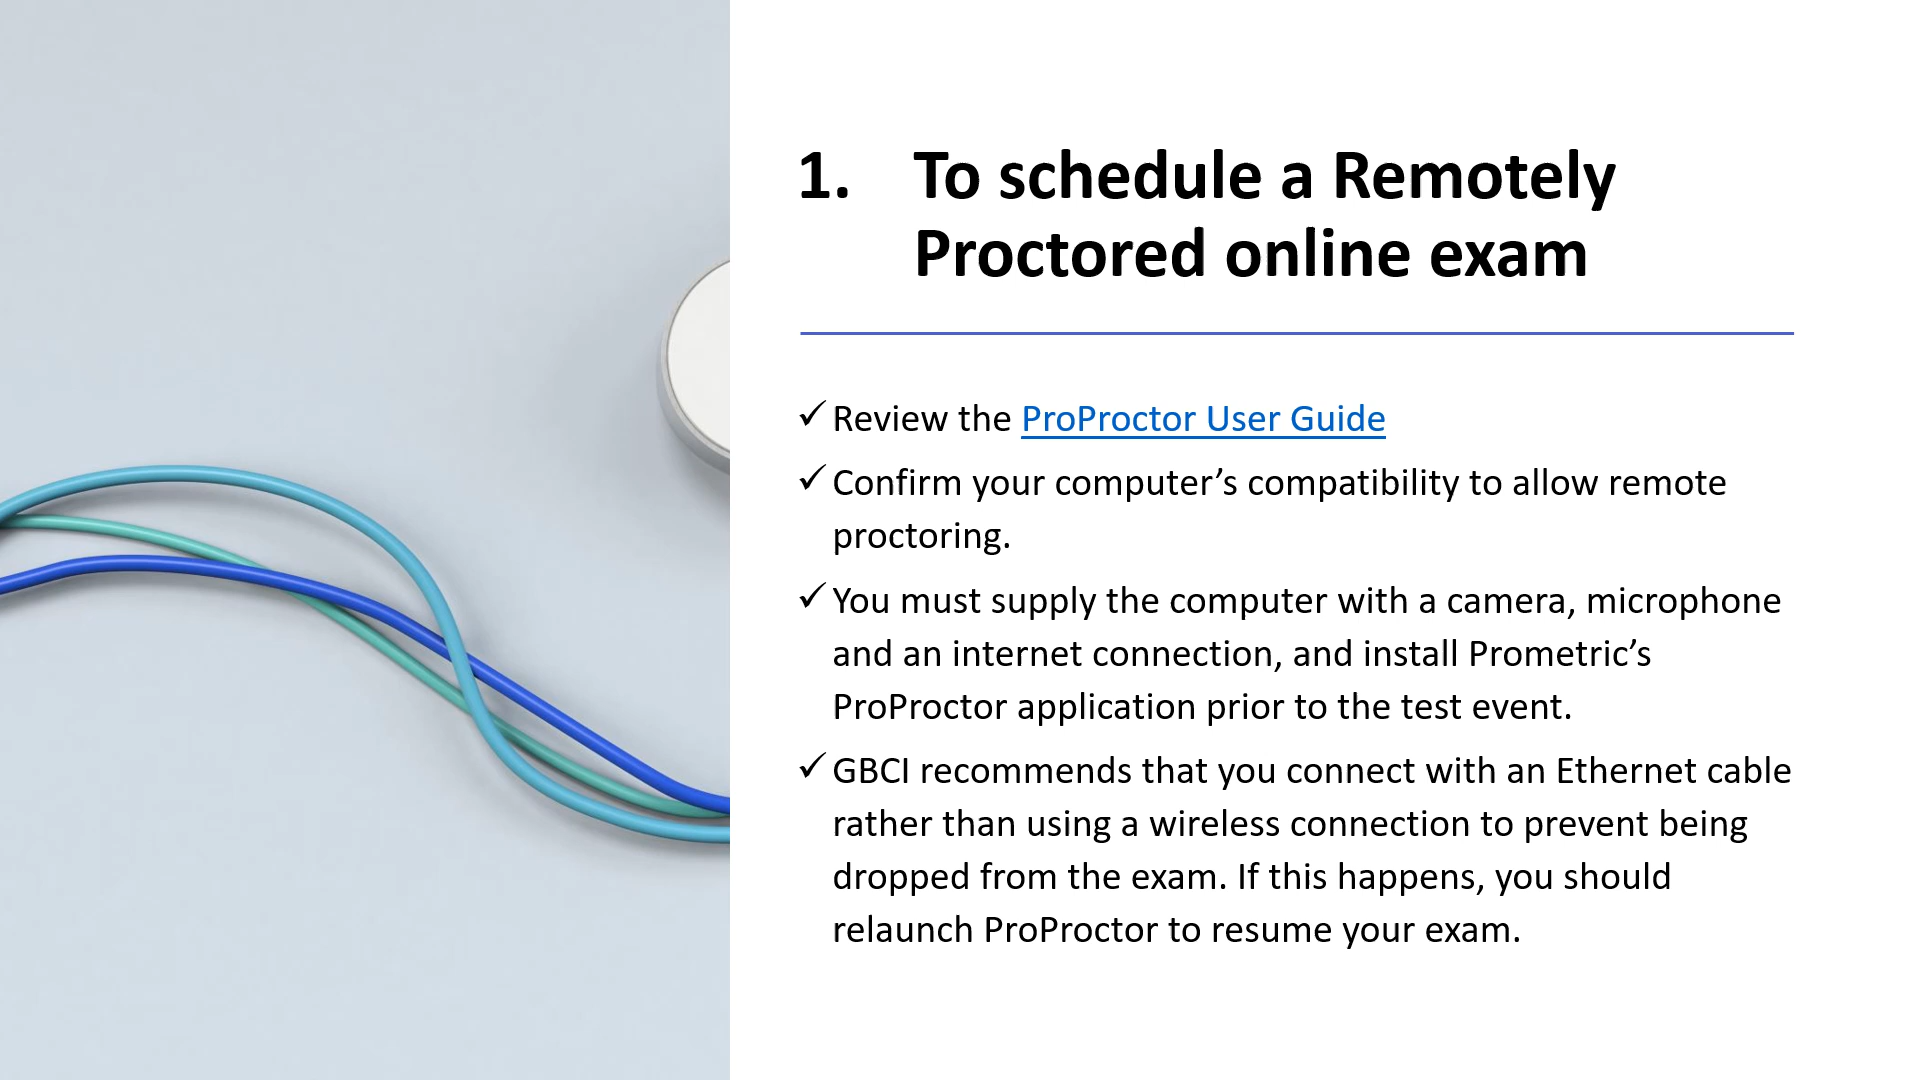 1. To schedule a Remotely
Proctored online exam
✓ Review the ProProctor User Guide
✓ Confirm your computer’s compatibility to allow remote
proctoring.
✓ You must supply the computer with a camera, microphone
and an internet connection, and install Prometric’s
ProProctor application prior to the test event.
✓ GBCI recommends that you connect with an Ethernet cable
rather than using a wireless connection to prevent being
dropped from the exam. If this happens, you should
relaunch ProProctor to resume your exam.